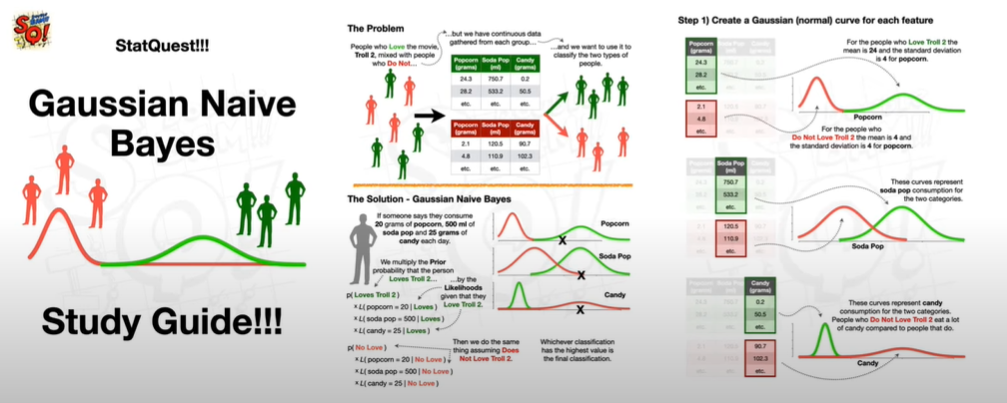 SQ!
StatQuest!!!
Gaussian Naive
Bayes
Study Guide!!!
The Problem
People who Love the movie,
Troll 2, mixed with people
who Do Not...
...but we have continuous data
gathered from each group...
...and we want to use it to
classify the two types of
people.
Popcorn (grams) Soda Pop (ml) Candy (grams)
24.3 750.7 0.2
28.2 533.2 50.5
etc. etc. etc.
Popcorn (grams) Soda Pop (ml) Candy (grams)
2.1 120.5 90.7
4.8 110.9 102.3
etc. etc. etc.
The Solution - Gaussian Naive Bayes
If someone says they consume
20 grams of popcorn, 500 ml of
soda pop and 25 grams of
candy each day.
We multiply the Prior
probability that the person
Loves Troll 2...
...by the
Likelihoods
given that they
Love Troll 2.
p( Loves Troll 2 )
x L( popcorn = 20 | Loves )
x L( soda pop = 500 | Loves )
x L( candy = 25 | Loves )
p( No Love )
x L( popcorn = 20 | No Love )
x L( soda pop = 500 | No Love )
x L( candy = 25 | No Love )
Then we do the same
thing assuming Does
Not Love Troll 2.
Popcorn
X
Soda Pop
X
Candy
X
Whichever classification
has the highest value is
the final classification.
Step 1) Create a Gaussian (normal) curve for each feature
Popcorn
(grams)
24.3
28.2
etc.
2.1
4.8
etc.
For the people who Love Troll 2 the
mean is 24 and the standard deviation
is 4 for popcorn.
Popcorn
For the people who
Do Not Love Troll 2 the mean is 4 and
the standard deviation is 4 for popcorn.
Soda Pop
(ml)
750.7
533.2
etc.
120.5
110.9
etc.
These curves represent
soda pop consumption for
the two categories.
Soda Pop
Candy
(grams)
0.2
50.5
etc.
90.7
102.3
etc.
These curves represent candy
consumption for the two categories.
People who Do Not Love Troll 2 eat a lot
of candy compared to people that do.
Candy